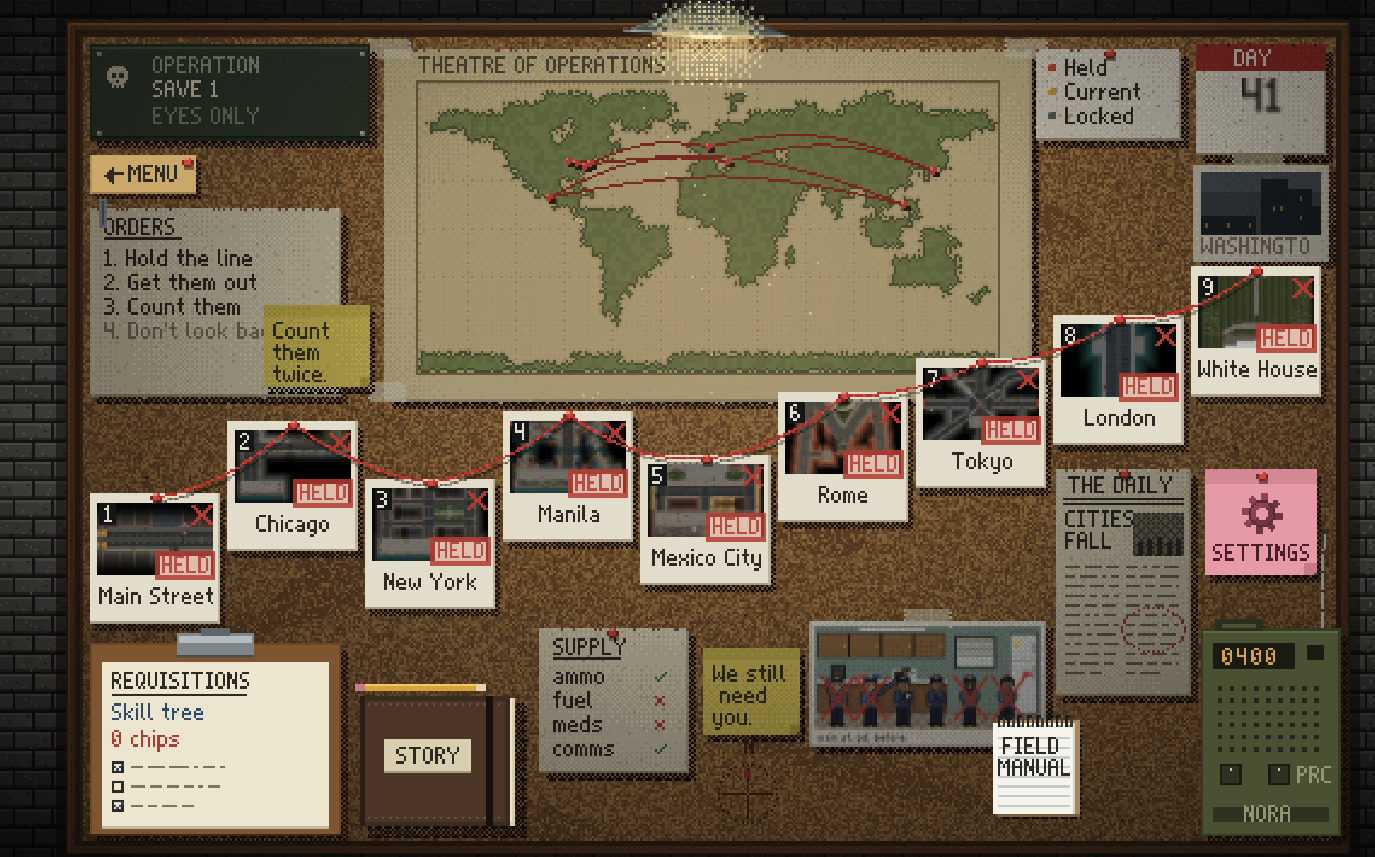 OPERATION
SAVE 1
EYES ONLY
THEATRE OF OPERATIONS
Held
Current
Locked
DAY
41
←MENU
ORDERS
1. Hold the line
2. Get them out
3. Count them
4. Don't look ba
Count
them
twice.
WASHINGTO
1
HELD
Main Street
2
HELD
Chicago
3
HELD
New York
4
HELD
Manila
5
HELD
Mexico City
6
HELD
Rome
7
HELD
Tokyo
8
HELD
London
9
HELD
White House
THE DAILY
CITIES
FALL
SETTINGS
REQUISITIONS
Skill tree
0 chips
STORY
SUPPLY
ammo
fuel
meds
comms
We still
need
you.
FIELD
MANUAL
0400
PRC
NORA